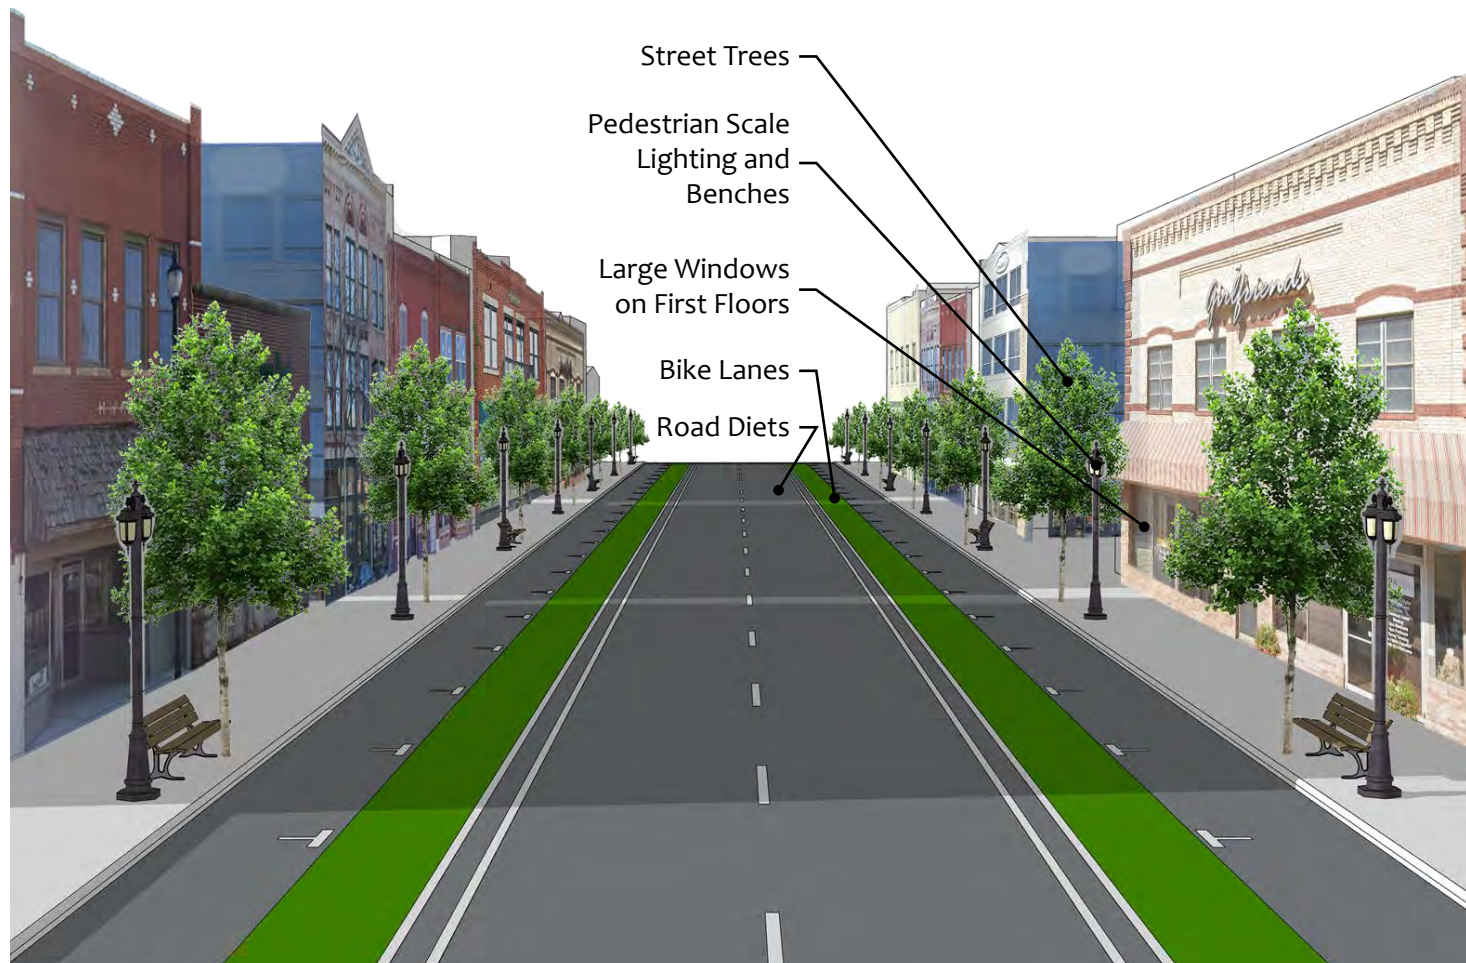 Street Trees
Pedestrian Scale
Lighting and
Benches
Large Windows
on First Floors
Bike Lanes
Road Diets
Girlfriends